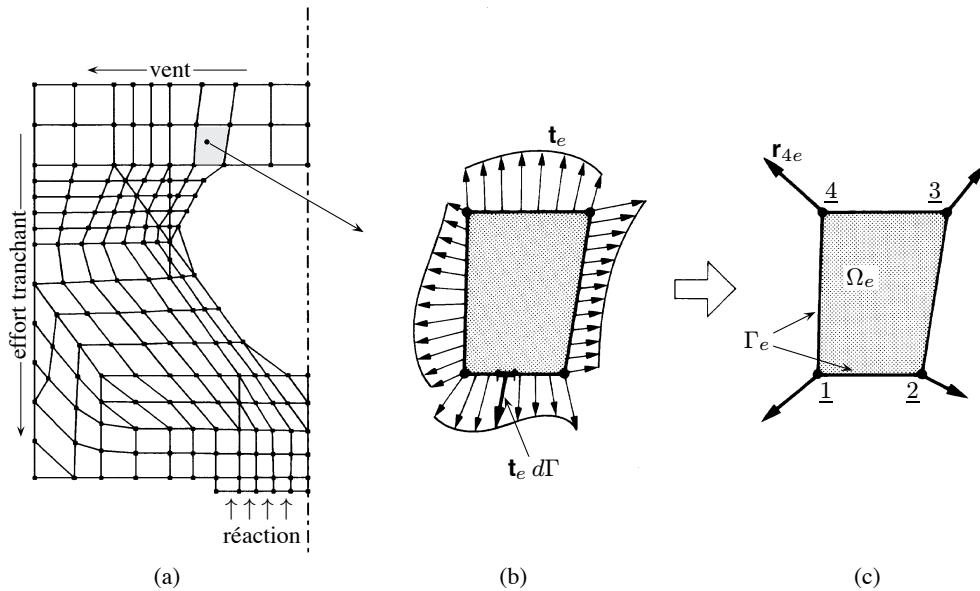 vent
effort tranchant
réaction
(a)
t_e
t_e dΓ
(b)
r_4e
4
3
Ω_e
Γ_e
1
2
(c)